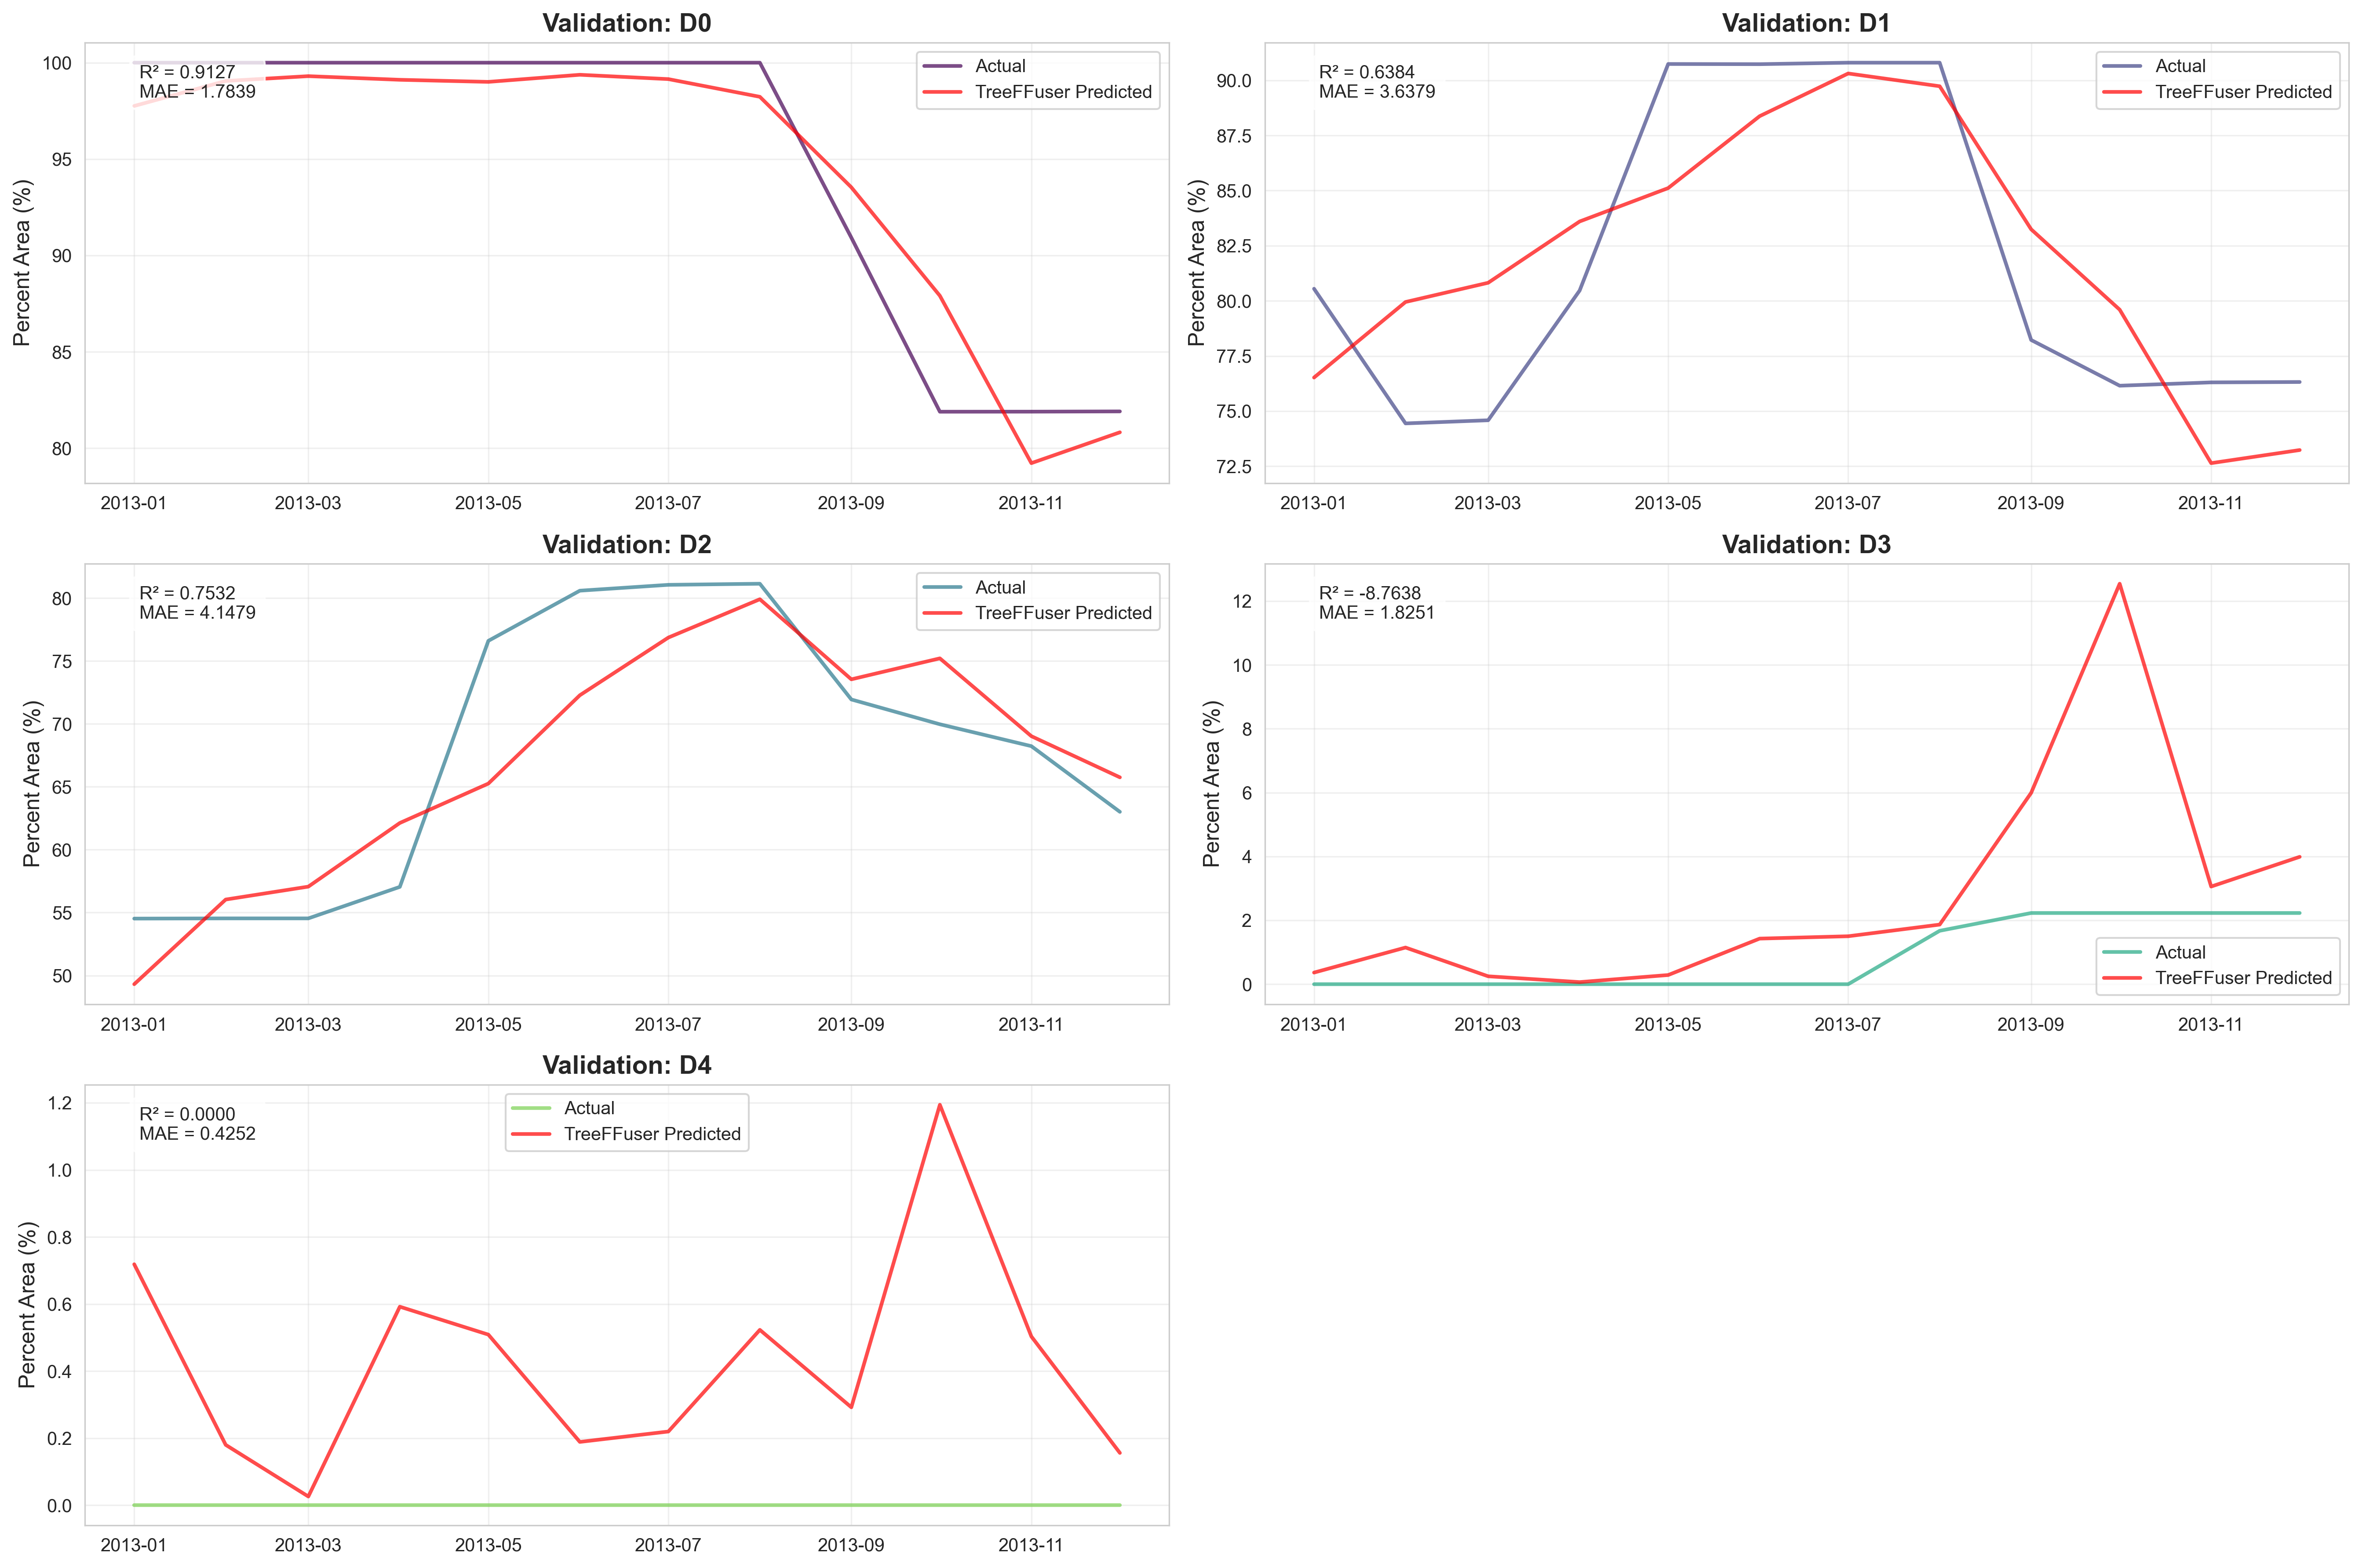 Validation: D0
R² = 0.9127
MAE = 1.7839
Actual
TreeFFuser Predicted
Percent Area (%)
100
95
90
85
80
2013-01
2013-03
2013-05
2013-07
2013-09
2013-11
Validation: D1
R² = 0.6384
MAE = 3.6379
Actual
TreeFFuser Predicted
Percent Area (%)
90.0
87.5
85.0
82.5
80.0
77.5
75.0
72.5
2013-01
2013-03
2013-05
2013-07
2013-09
2013-11
Validation: D2
R² = 0.7532
MAE = 4.1479
Actual
TreeFFuser Predicted
Percent Area (%)
80
75
70
65
60
55
50
2013-01
2013-03
2013-05
2013-07
2013-09
2013-11
Validation: D3
R² = -8.7638
MAE = 1.8251
Actual
TreeFFuser Predicted
Percent Area (%)
12
10
8
6
4
2
0
2013-01
2013-03
2013-05
2013-07
2013-09
2013-11
Validation: D4
R² = 0.0000
MAE = 0.4252
Actual
TreeFFuser Predicted
Percent Area (%)
1.2
1.0
0.8
0.6
0.4
0.2
0.0
2013-01
2013-03
2013-05
2013-07
2013-09
2013-11